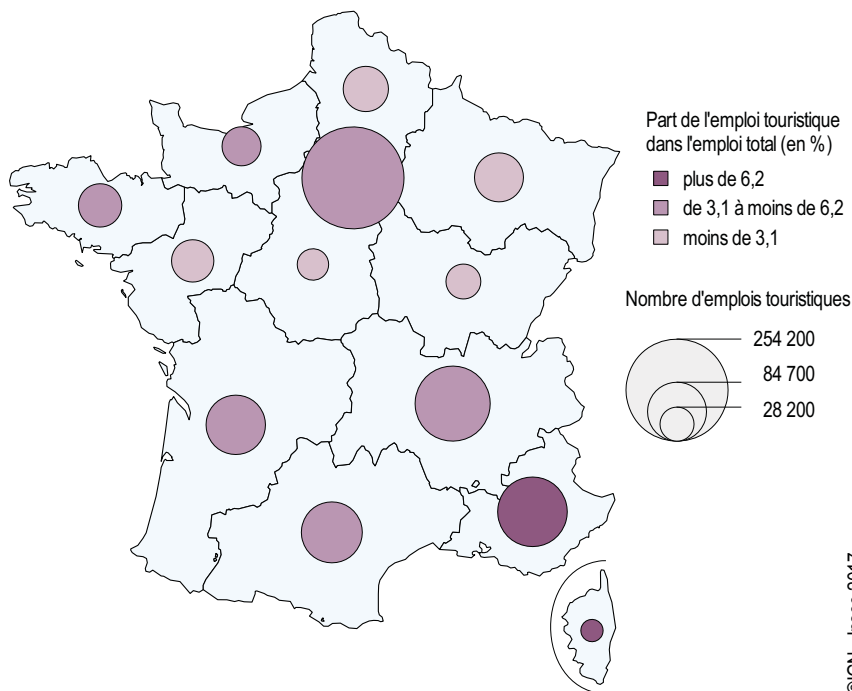 Part de l'emploi touristique
dans l'emploi total (en %)
plus de 6,2
de 3,1 à moins de 6,2
moins de 3,1
Nombre d'emplois touristiques
254 200
84 700
28 200